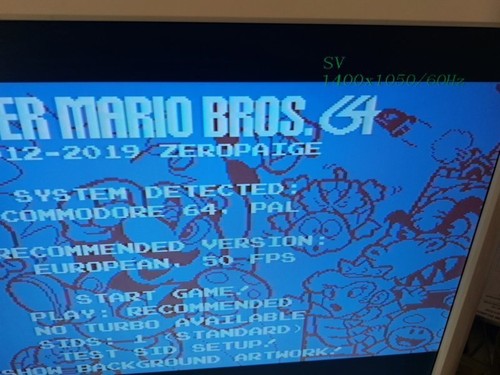 SV
1400x1050/60Hz
ER MARIO BROS. 64
12-2019 ZEROPAIGE
SYSTEM DETECTED:
COMMODORE 64, PAL
RECOMMENDED VERSION:
EUROPEAN, 50 FPS
START GAME!
PLAY: RECOMMENDED
NO TURBO AVAILABLE
SIDS: 1 (STANDARD)
TEST SID SETUP!
SHOW BACKGROUND ARTWORK!